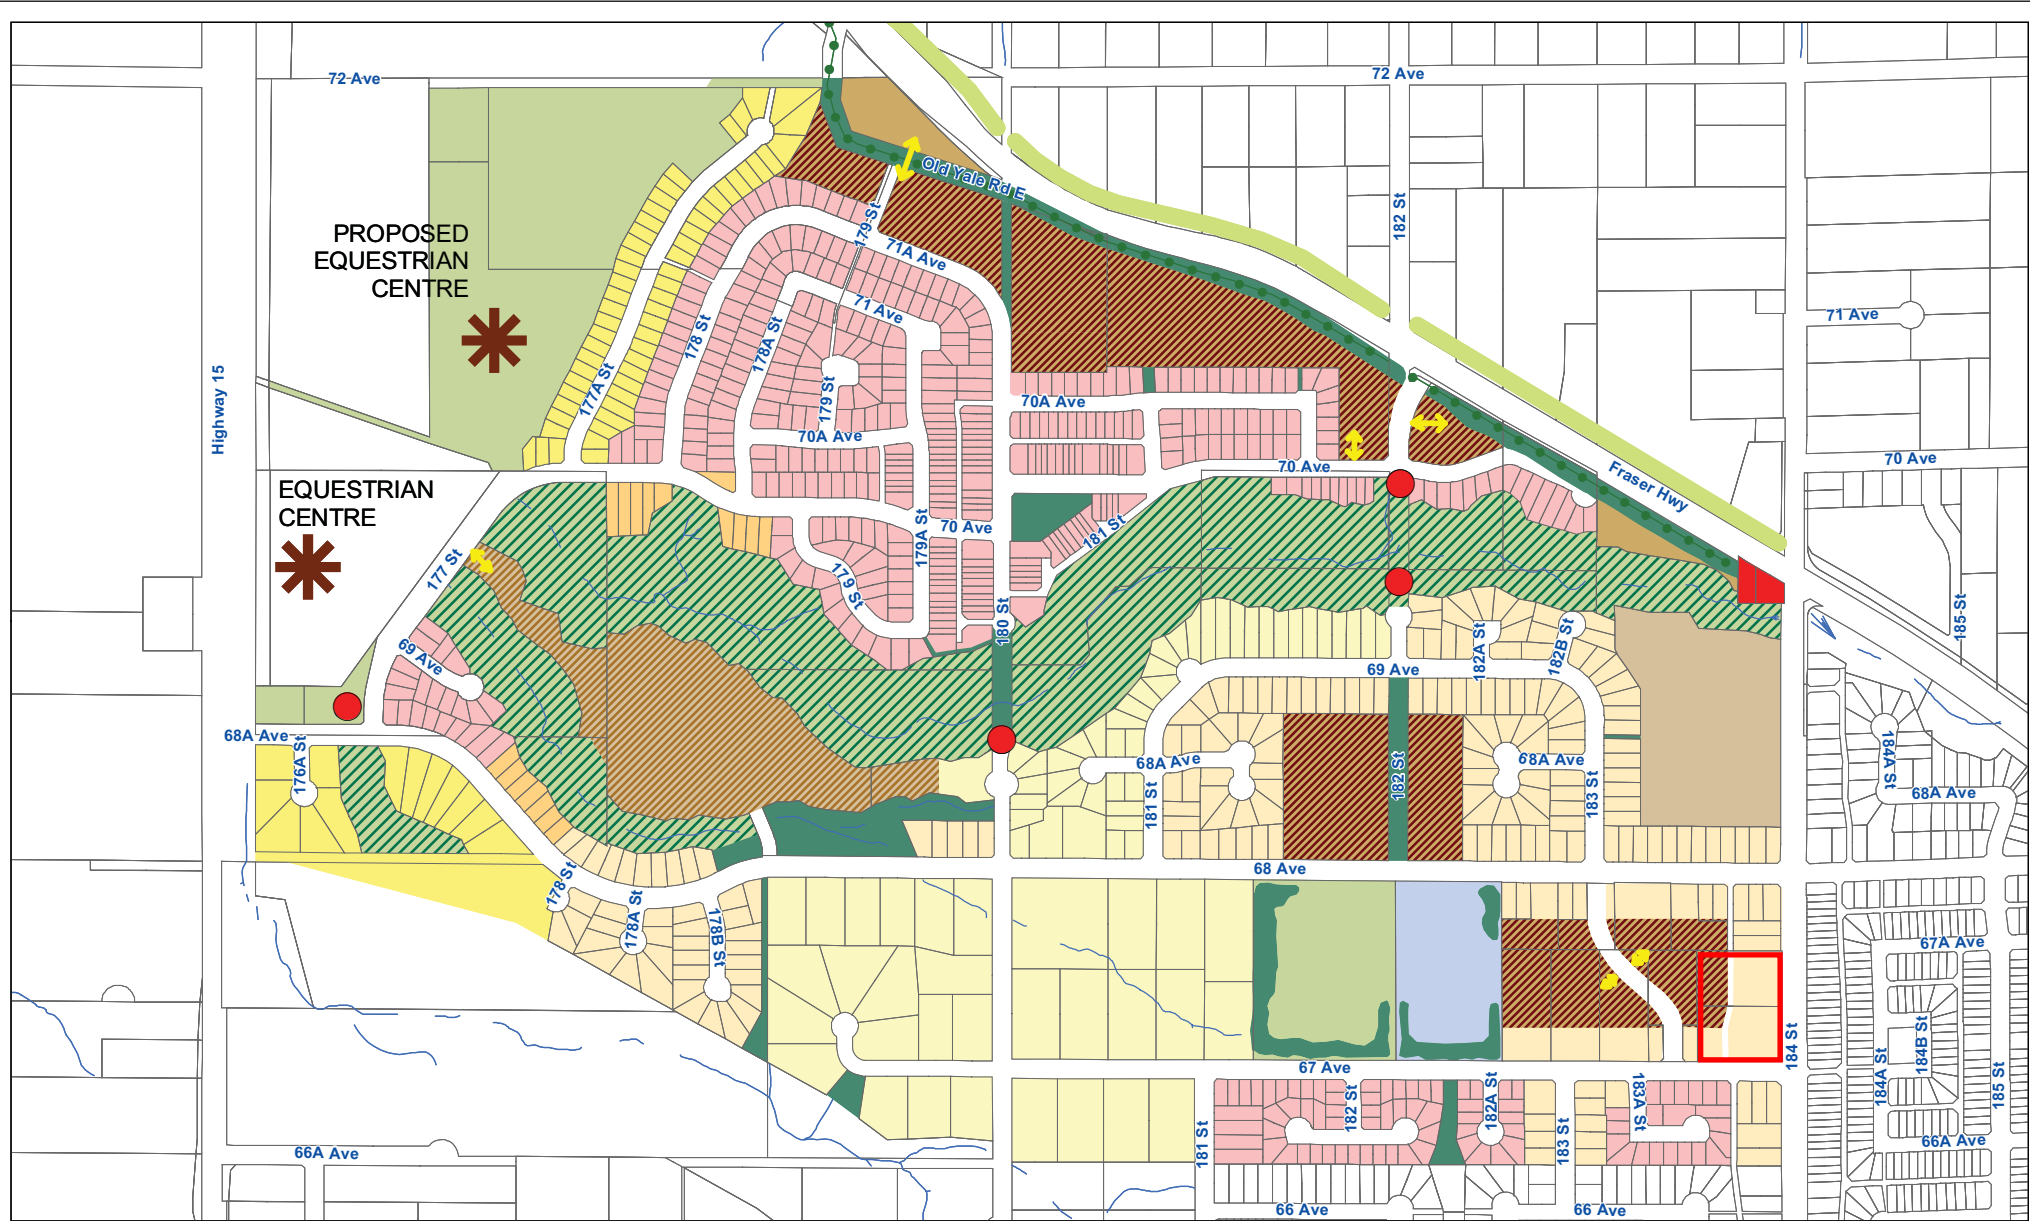 72 Ave
72 Ave
Old Yale Rd E
182 St
PROPOSED
EQUESTRIAN
CENTRE
179 St
71A Ave
71 Ave
71 Ave
178 St
178A St
177A St
179 St
Highway 15
70A Ave
70A Ave
70 Ave
70 Ave
Fraser Hwy
EQUESTRIAN
CENTRE
70 Ave
179A St
181 St
177 St
179 St
180 St
185 St
69 Ave
182A St
182B St
69 Ave
68A Ave
176A St
68A Ave
181 St
182 St
68A Ave
183 St
184A St
68A Ave
68 Ave
178 St
178A St
178B St
67A Ave
184 St
184B St
184A St
185 St
67 Ave
182 St
182A St
183A St
181 St
183 St
66A Ave
66A Ave
66 Ave
66 Ave